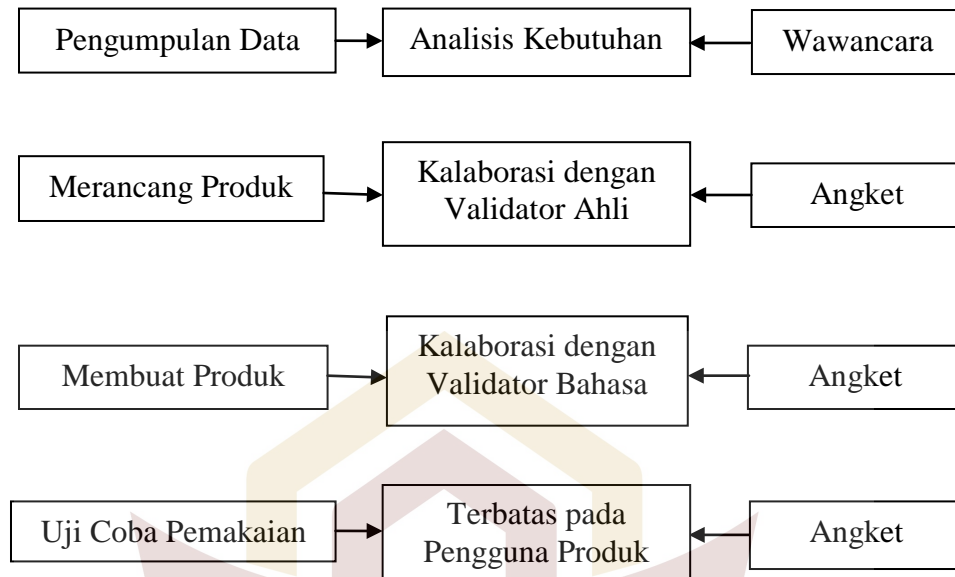 Pengumpulan Data
Analisis Kebutuhan
Wawancara
Merancang Produk
Kalaborasi dengan
Validator Ahli
Angket
Membuat Produk
Kalaborasi dengan
Validator Bahasa
Angket
Uji Coba Pemakaian
Terbatas pada
Pengguna Produk
Angket